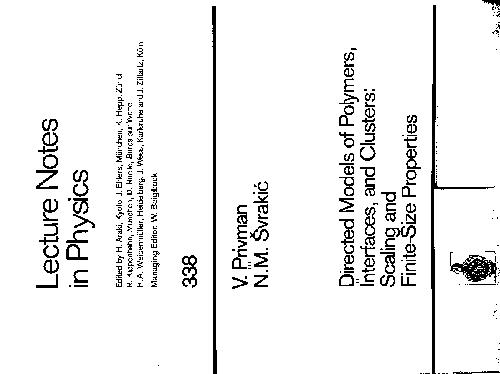 Lecture Notes
in Physics
Edited by H. Araki, Kyoto, J. Ehlers, München, K. Hepp, Zürich
R. Kippenhahn, München, D. Ruelle, Bures-sur-Yvette
H.A. Weidenmüller, Heidelberg, J. Wess, Karlsruhe and J. Zittartz, Köln
Managing Editor: W. Beiglböck
338
V. Privman
N.M. Švrakić
Directed Models of Polymers,
Interfaces, and Clusters:
Scaling and
Finite-Size Properties